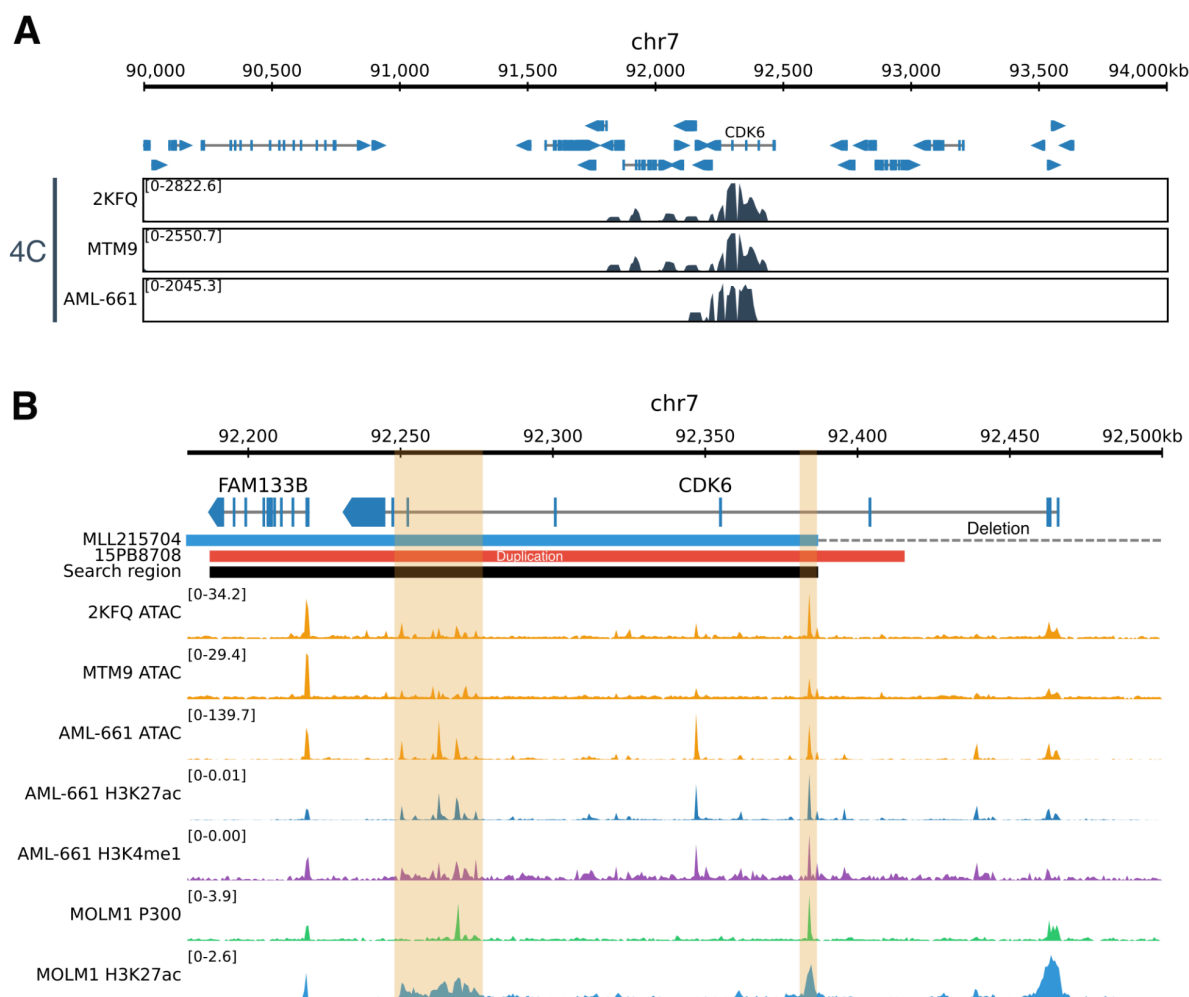 A
chr7
90,000 90,500 91,000 91,500 92,000 92,500 93,000 93,500 94,000kb
CDK6
4C
2KFQ [0-2822.6]
MTM9 [0-2550.7]
AML-661 [0-2045.3]
B
chr7
92,200 92,250 92,300 92,350 92,400 92,450 92,500kb
FAM133B CDK6
Deletion
MLL215704
15PB8708 Duplication
Search region
[0-34.2]
2KFQ ATAC
[0-29.4]
MTM9 ATAC
[0-139.7]
AML-661 ATAC
[0-0.01]
AML-661 H3K27ac
[0-0.00]
AML-661 H3K4me1
[0-3.9]
MOLM1 P300
[0-2.6]
MOLM1 H3K27ac